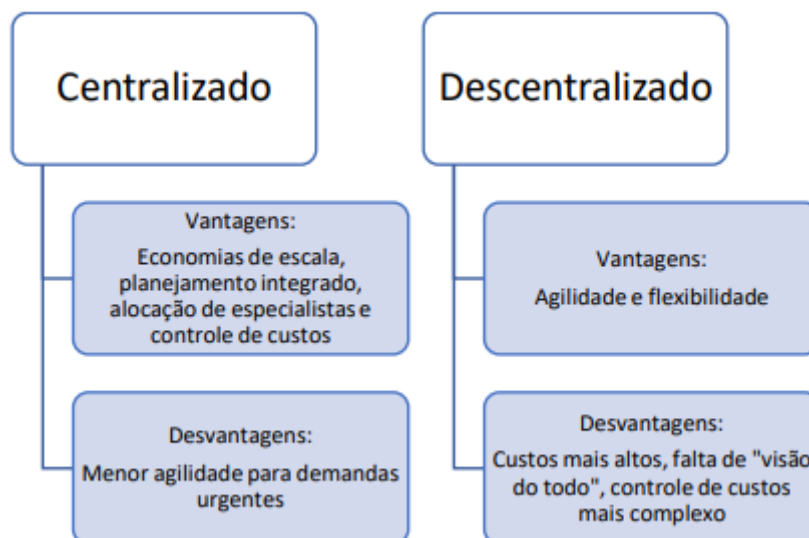 Centralizado
Vantagens:
Economias de escala,
planejamento integrado,
alocação de especialistas e
controle de custos
Desvantagens:
Menor agilidade para demandas
urgentes
Descentralizado
Vantagens:
Agilidade e flexibilidade
Desvantagens:
Custos mais altos, falta de "visão
do todo", controle de custos
mais complexo